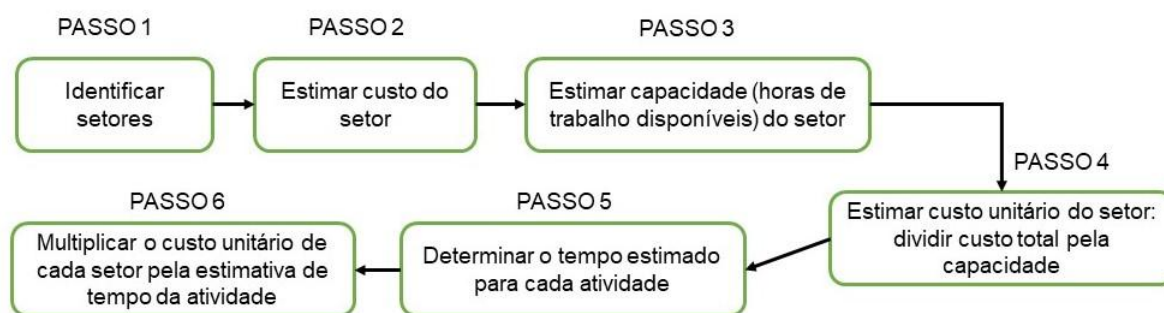 PASSO 1
Identificar
setores
PASSO 2
Estimar custo do
setor
PASSO 3
Estimar capacidade (horas de
trabalho disponíveis) do setor
PASSO 4
Estimar custo unitário do setor:
dividir custo total pela
capacidade
PASSO 5
Determinar o tempo estimado
para cada atividade
PASSO 6
Multiplicar o custo unitário de
cada setor pela estimativa de
tempo da atividade